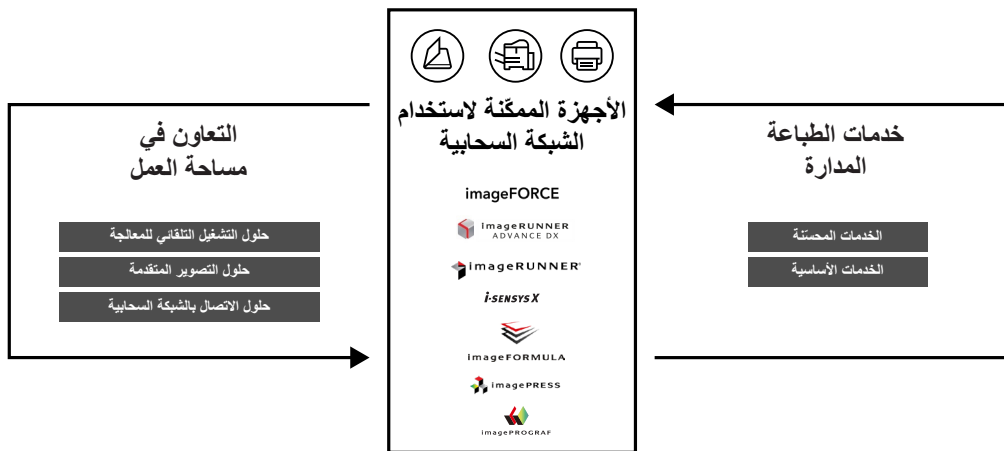 خدمات الطباعة
المدارة
الخدمات المحسّنة
الخدمات الأساسية
الأجهزة الممكّنة لاستخدام
الشبكة السحابية
imageFORCE
imageRUNNER
ADVANCE DX
imageRUNNER®
i-SENSYS X
imageFORMULA
imagePRESS
imagePROGRAF
التعاون في
مساحة العمل
حلول التشغيل التلقائي للمعالجة
حلول التصوير المتقدمة
حلول الاتصال بالشبكة السحابية